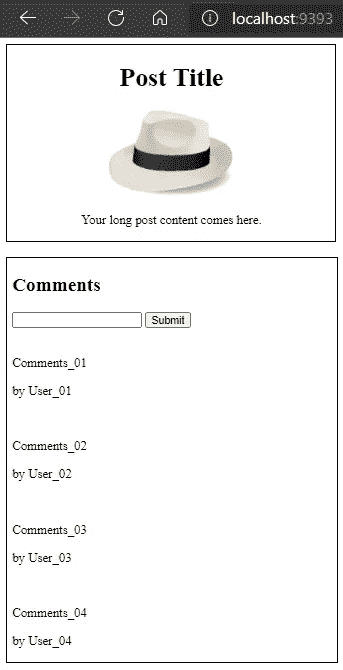 localhost:9393
Post Title
Your long post content comes here.
Comments
Submit
Comments_01
by User_01
Comments_02
by User_02
Comments_03
by User_03
Comments_04
by User_04